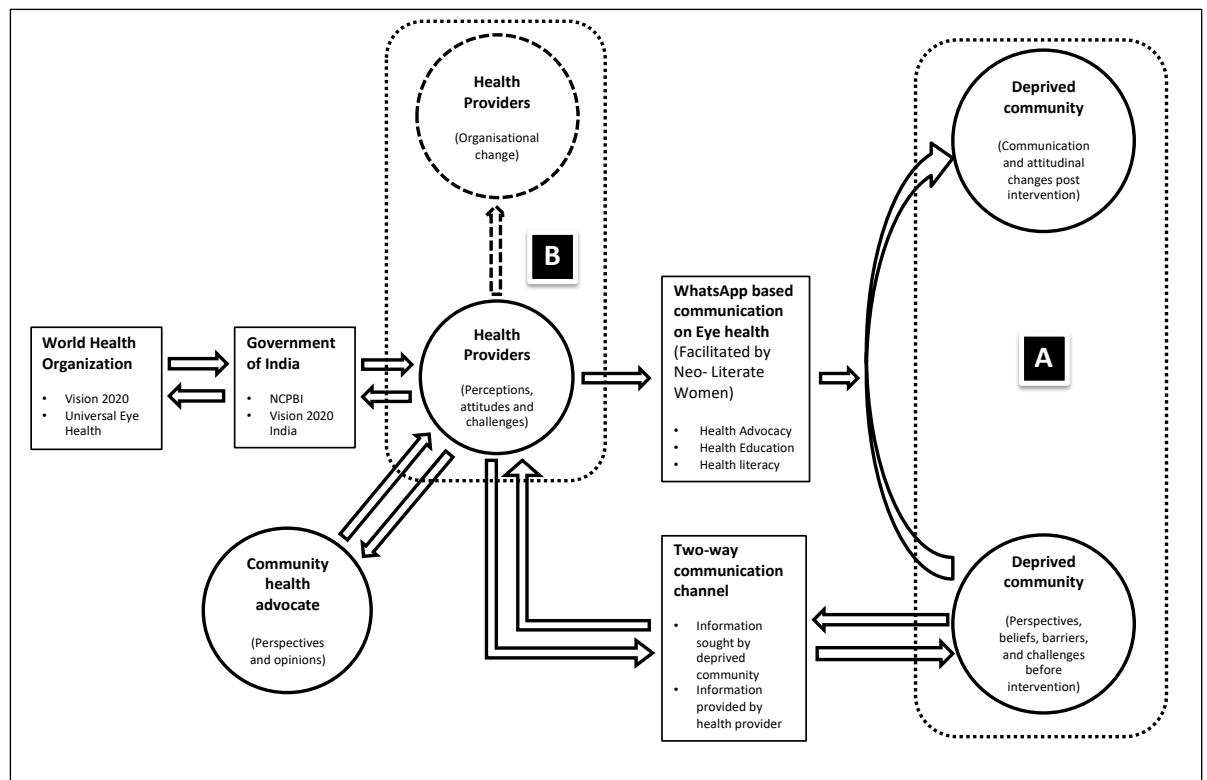 Health
Providers
(Organisational
change)
B
Health
Providers
(Perceptions,
attitudes and
challenges)
World Health
Organization
• Vision 2020
• Universal Eye
Health
Government
of India
• NCPBI
• Vision 2020
India
Community
health
advocate
(Perspectives
and opinions)
WhatsApp based
communication
on Eye health
(Facilitated by
Neo- Literate
Women)
• Health Advocacy
• Health Education
• Health literacy
Two-way
communication
channel
• Information
sought by
deprived
community
• Information
provided by
health provider
Deprived
community
(Communication
and attitudinal
changes post
intervention)
A
Deprived
community
(Perspectives,
beliefs, barriers,
and challenges
before
intervention)